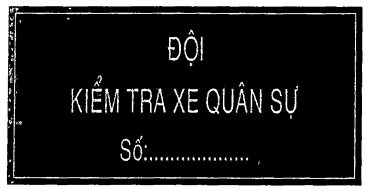 ĐỘI
KIỂM TRA XE QUÂN SỰ
Số:....................